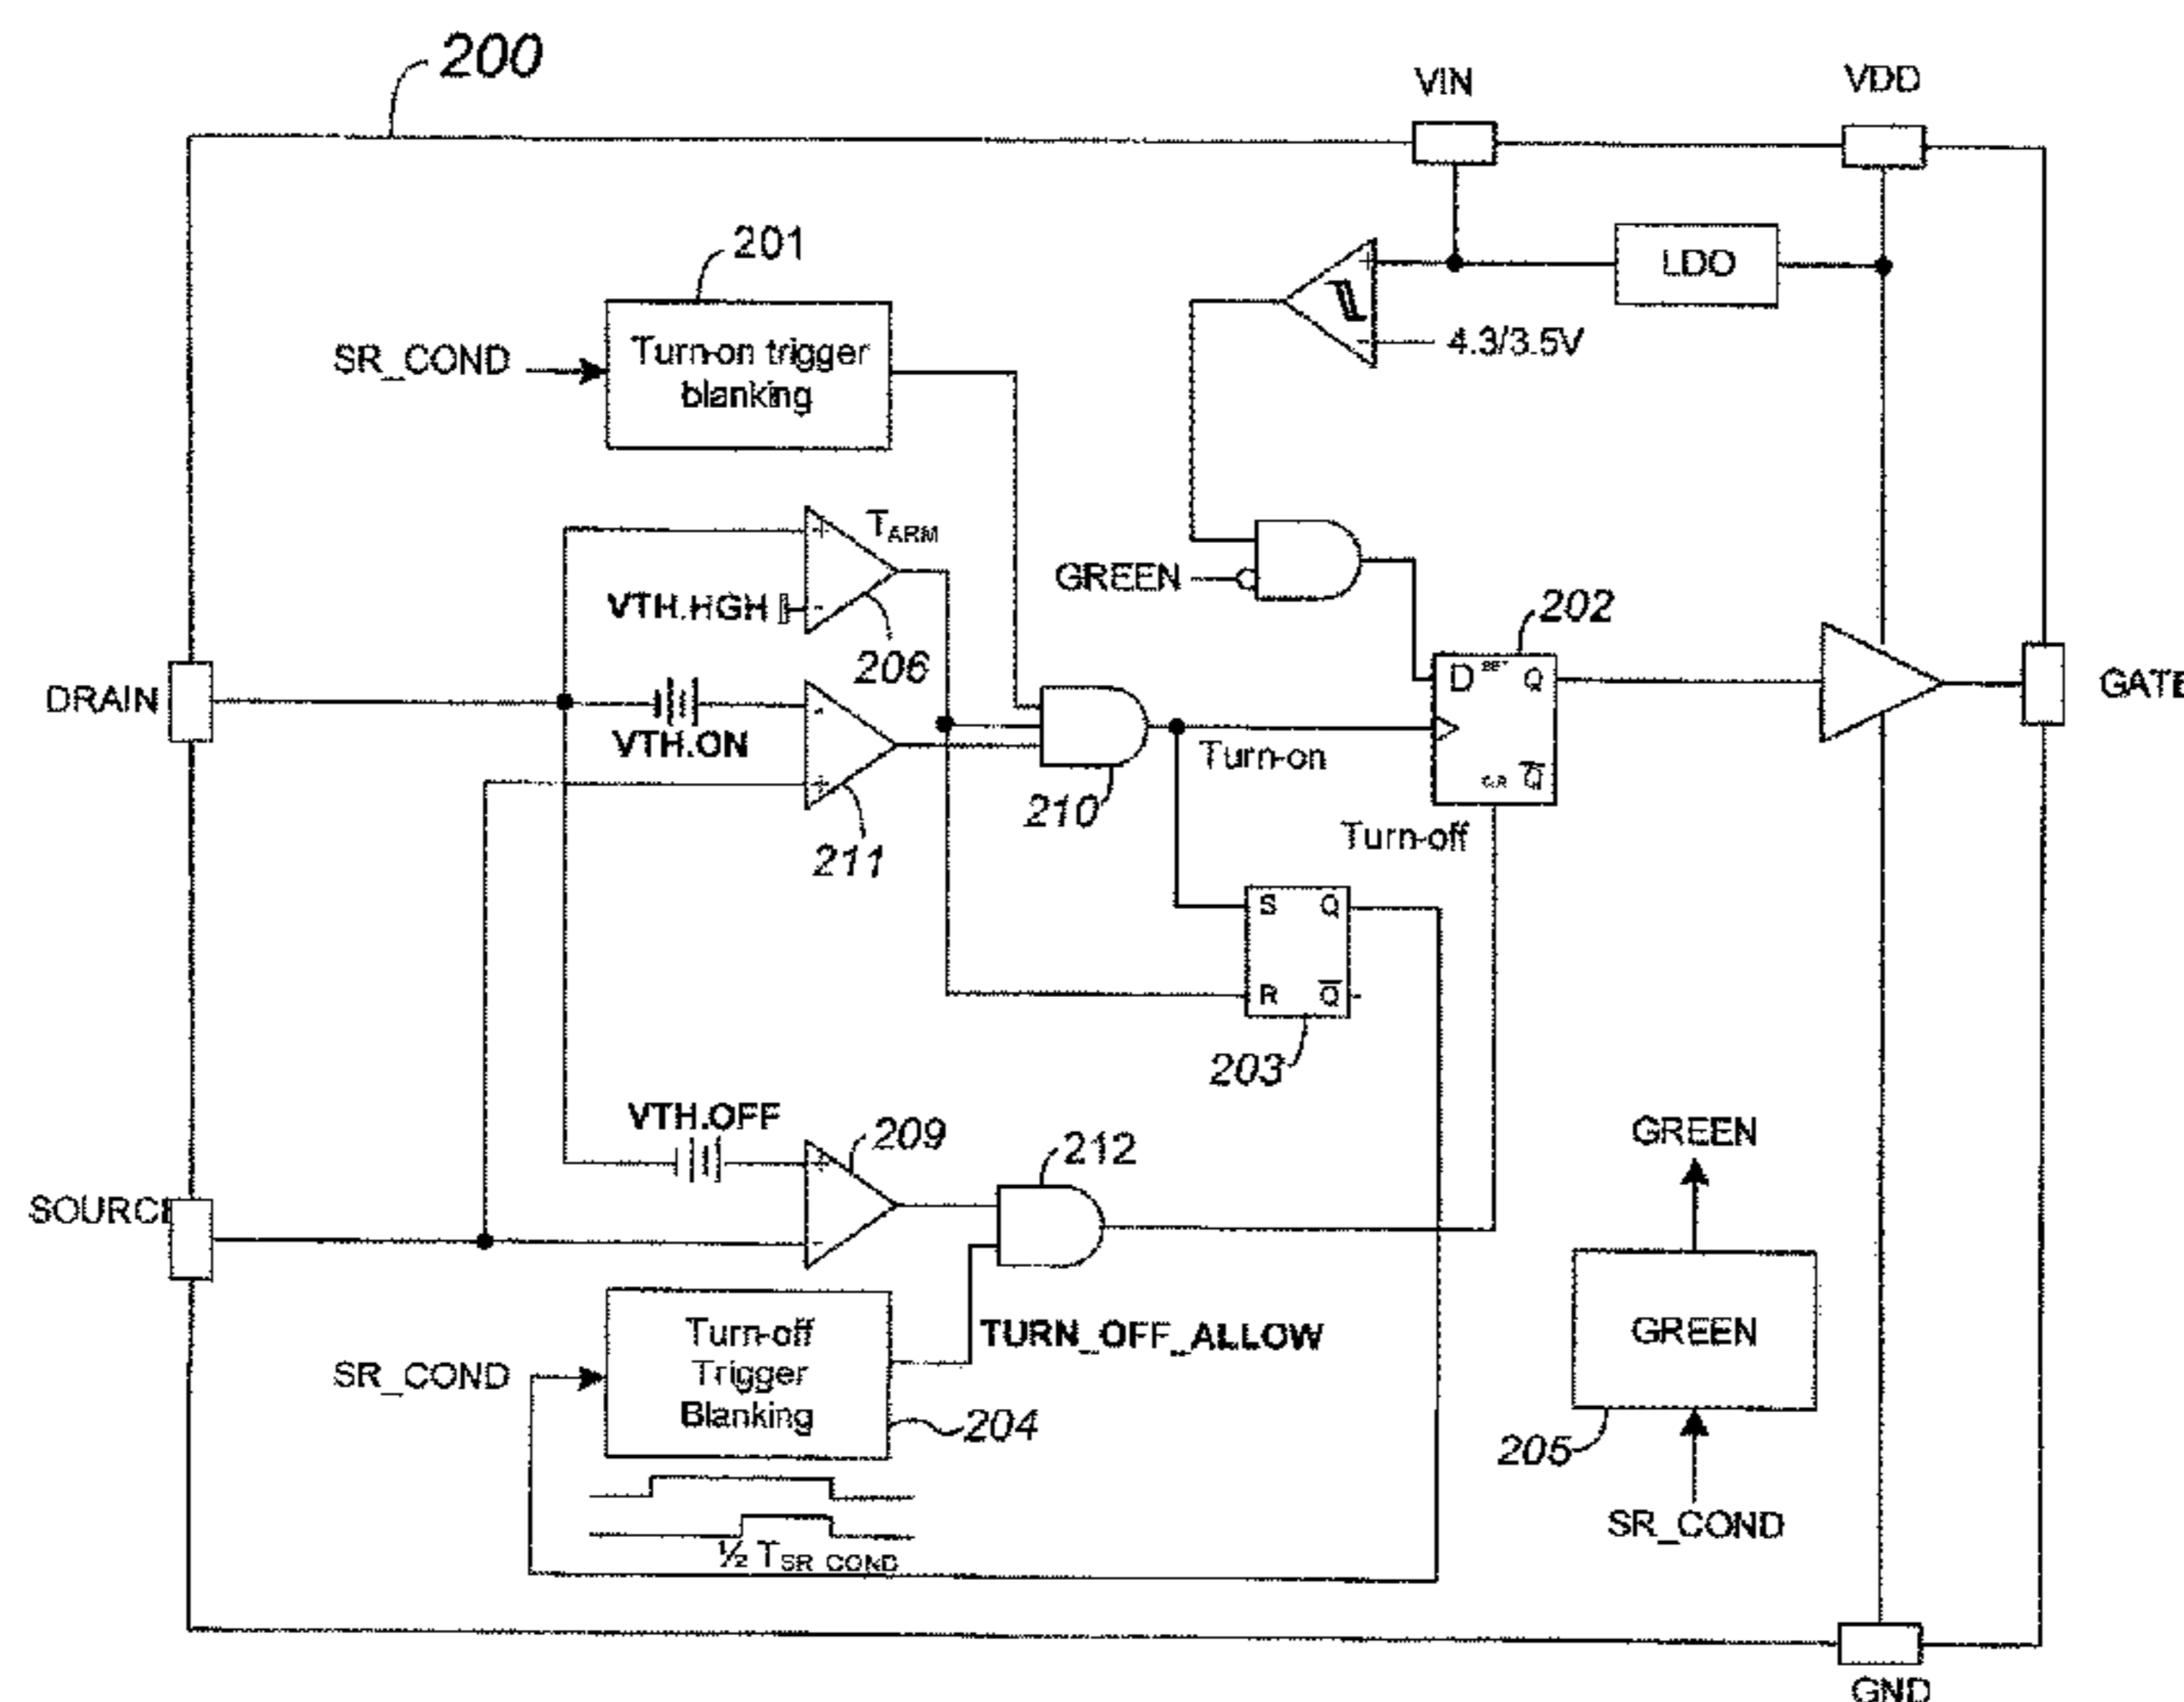 200
VIN
VDD
201
SR_COND
Turn-on trigger
blanking
+
LDO
-
4.3/3.5V
+
TARM
VTH.HGH
-
206
GREEN
202
DRAIN
VTH.ON
-
+
211
210
Turn-on
D
SET
Q
CLR
Q
GATE
Turn-off
S
Q
R
Q
203
VTH.OFF
209
+
-
212
SOURCE
SR_COND
Turn-off
Trigger
Blanking
TURN_OFF_ALLOW
204
½ TSR_COND
GREEN
GREEN
205
SR_COND
GND